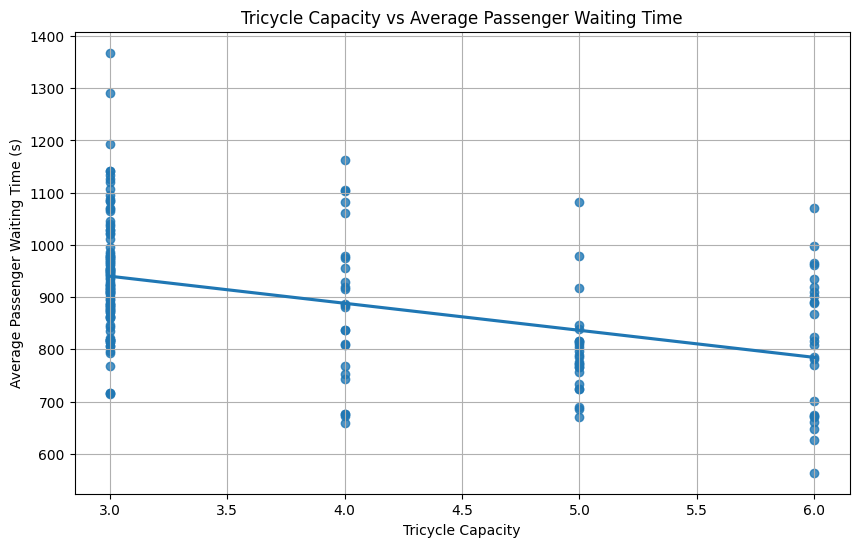 Tricycle Capacity vs Average Passenger Waiting Time
1400
1300
1200
1100
1000
900
800
700
600
Average Passenger Waiting Time (s)
3.0 3.5 4.0 4.5 5.0 5.5 6.0
Tricycle Capacity